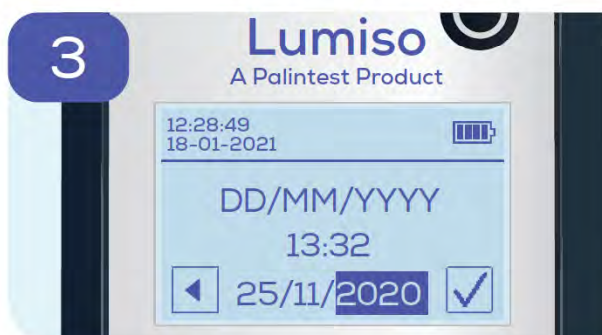 3
Lumiso
A Palintest Product
12:28:49
18-01-2021
DD/MM/YYYY
13:32
25/11/2020